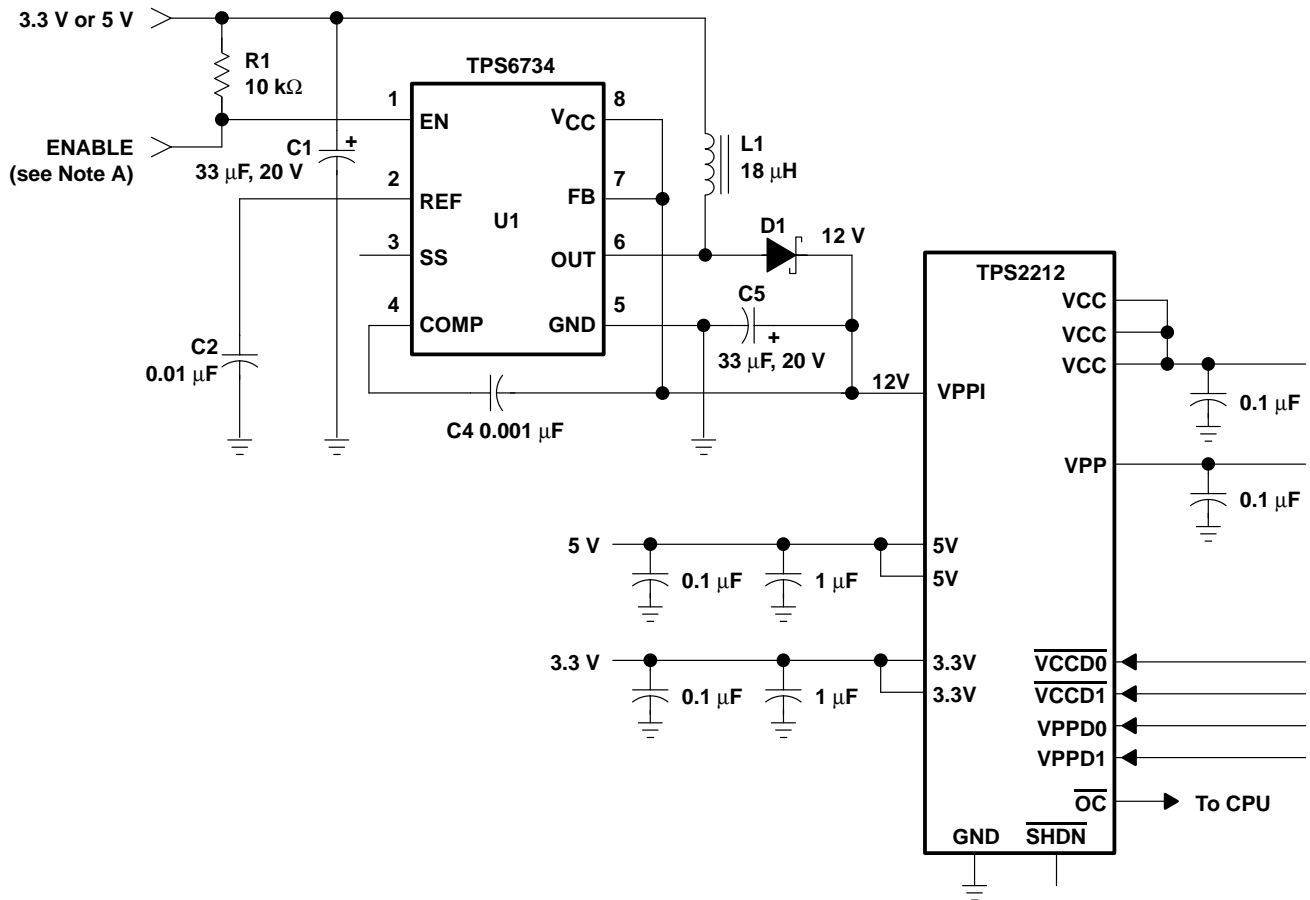 3.3 V or 5 V
R1
10 kΩ
ENABLE
(see Note A)
C1
+
33 μF, 20 V
C2
0.01 μF
TPS6734
1
EN
2
REF
3
SS
4
COMP
U1
8
VCC
7
FB
6
OUT
5
GND
C4 0.001 μF
L1
18 μH
D1
12 V
C5
+
33 μF, 20 V
12V
TPS2212
VPPI
VCC
VCC
VCC
0.1 μF
VPP
0.1 μF
5 V
0.1 μF
1 μF
5V
5V
3.3 V
0.1 μF
1 μF
3.3V
3.3V
VCCD0
VCCD1
VPPD0
VPPD1
OC
To CPU
GND
SHDN